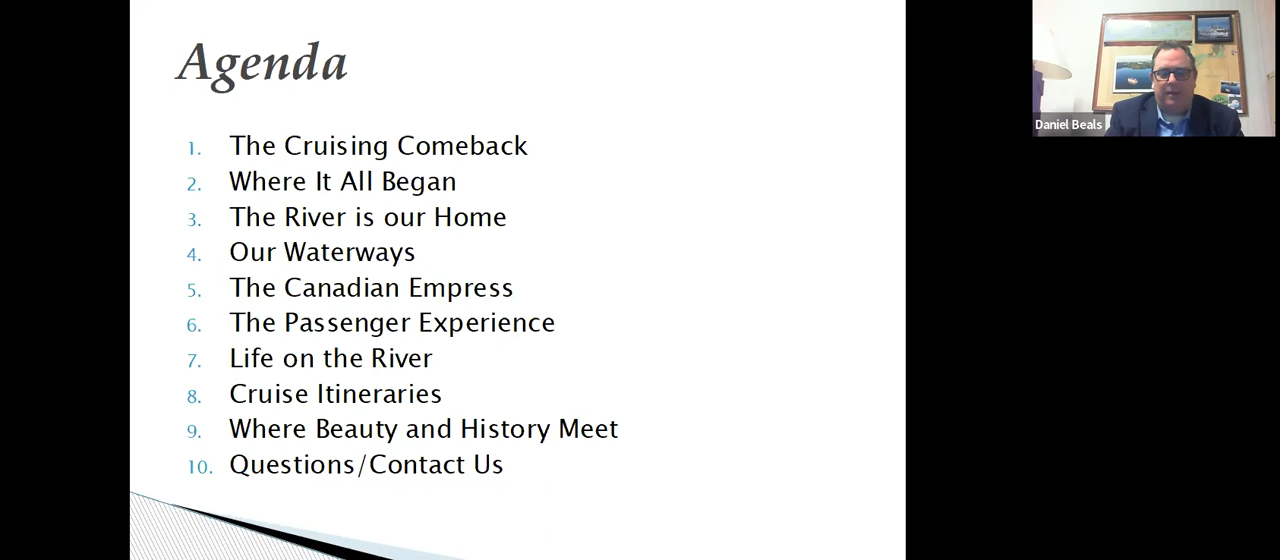 Agenda
1. The Cruising Comeback
2. Where It All Began
3. The River is our Home
4. Our Waterways
5. The Canadian Empress
6. The Passenger Experience
7. Life on the River
8. Cruise Itineraries
9. Where Beauty and History Meet
10. Questions/Contact Us
Daniel Beals